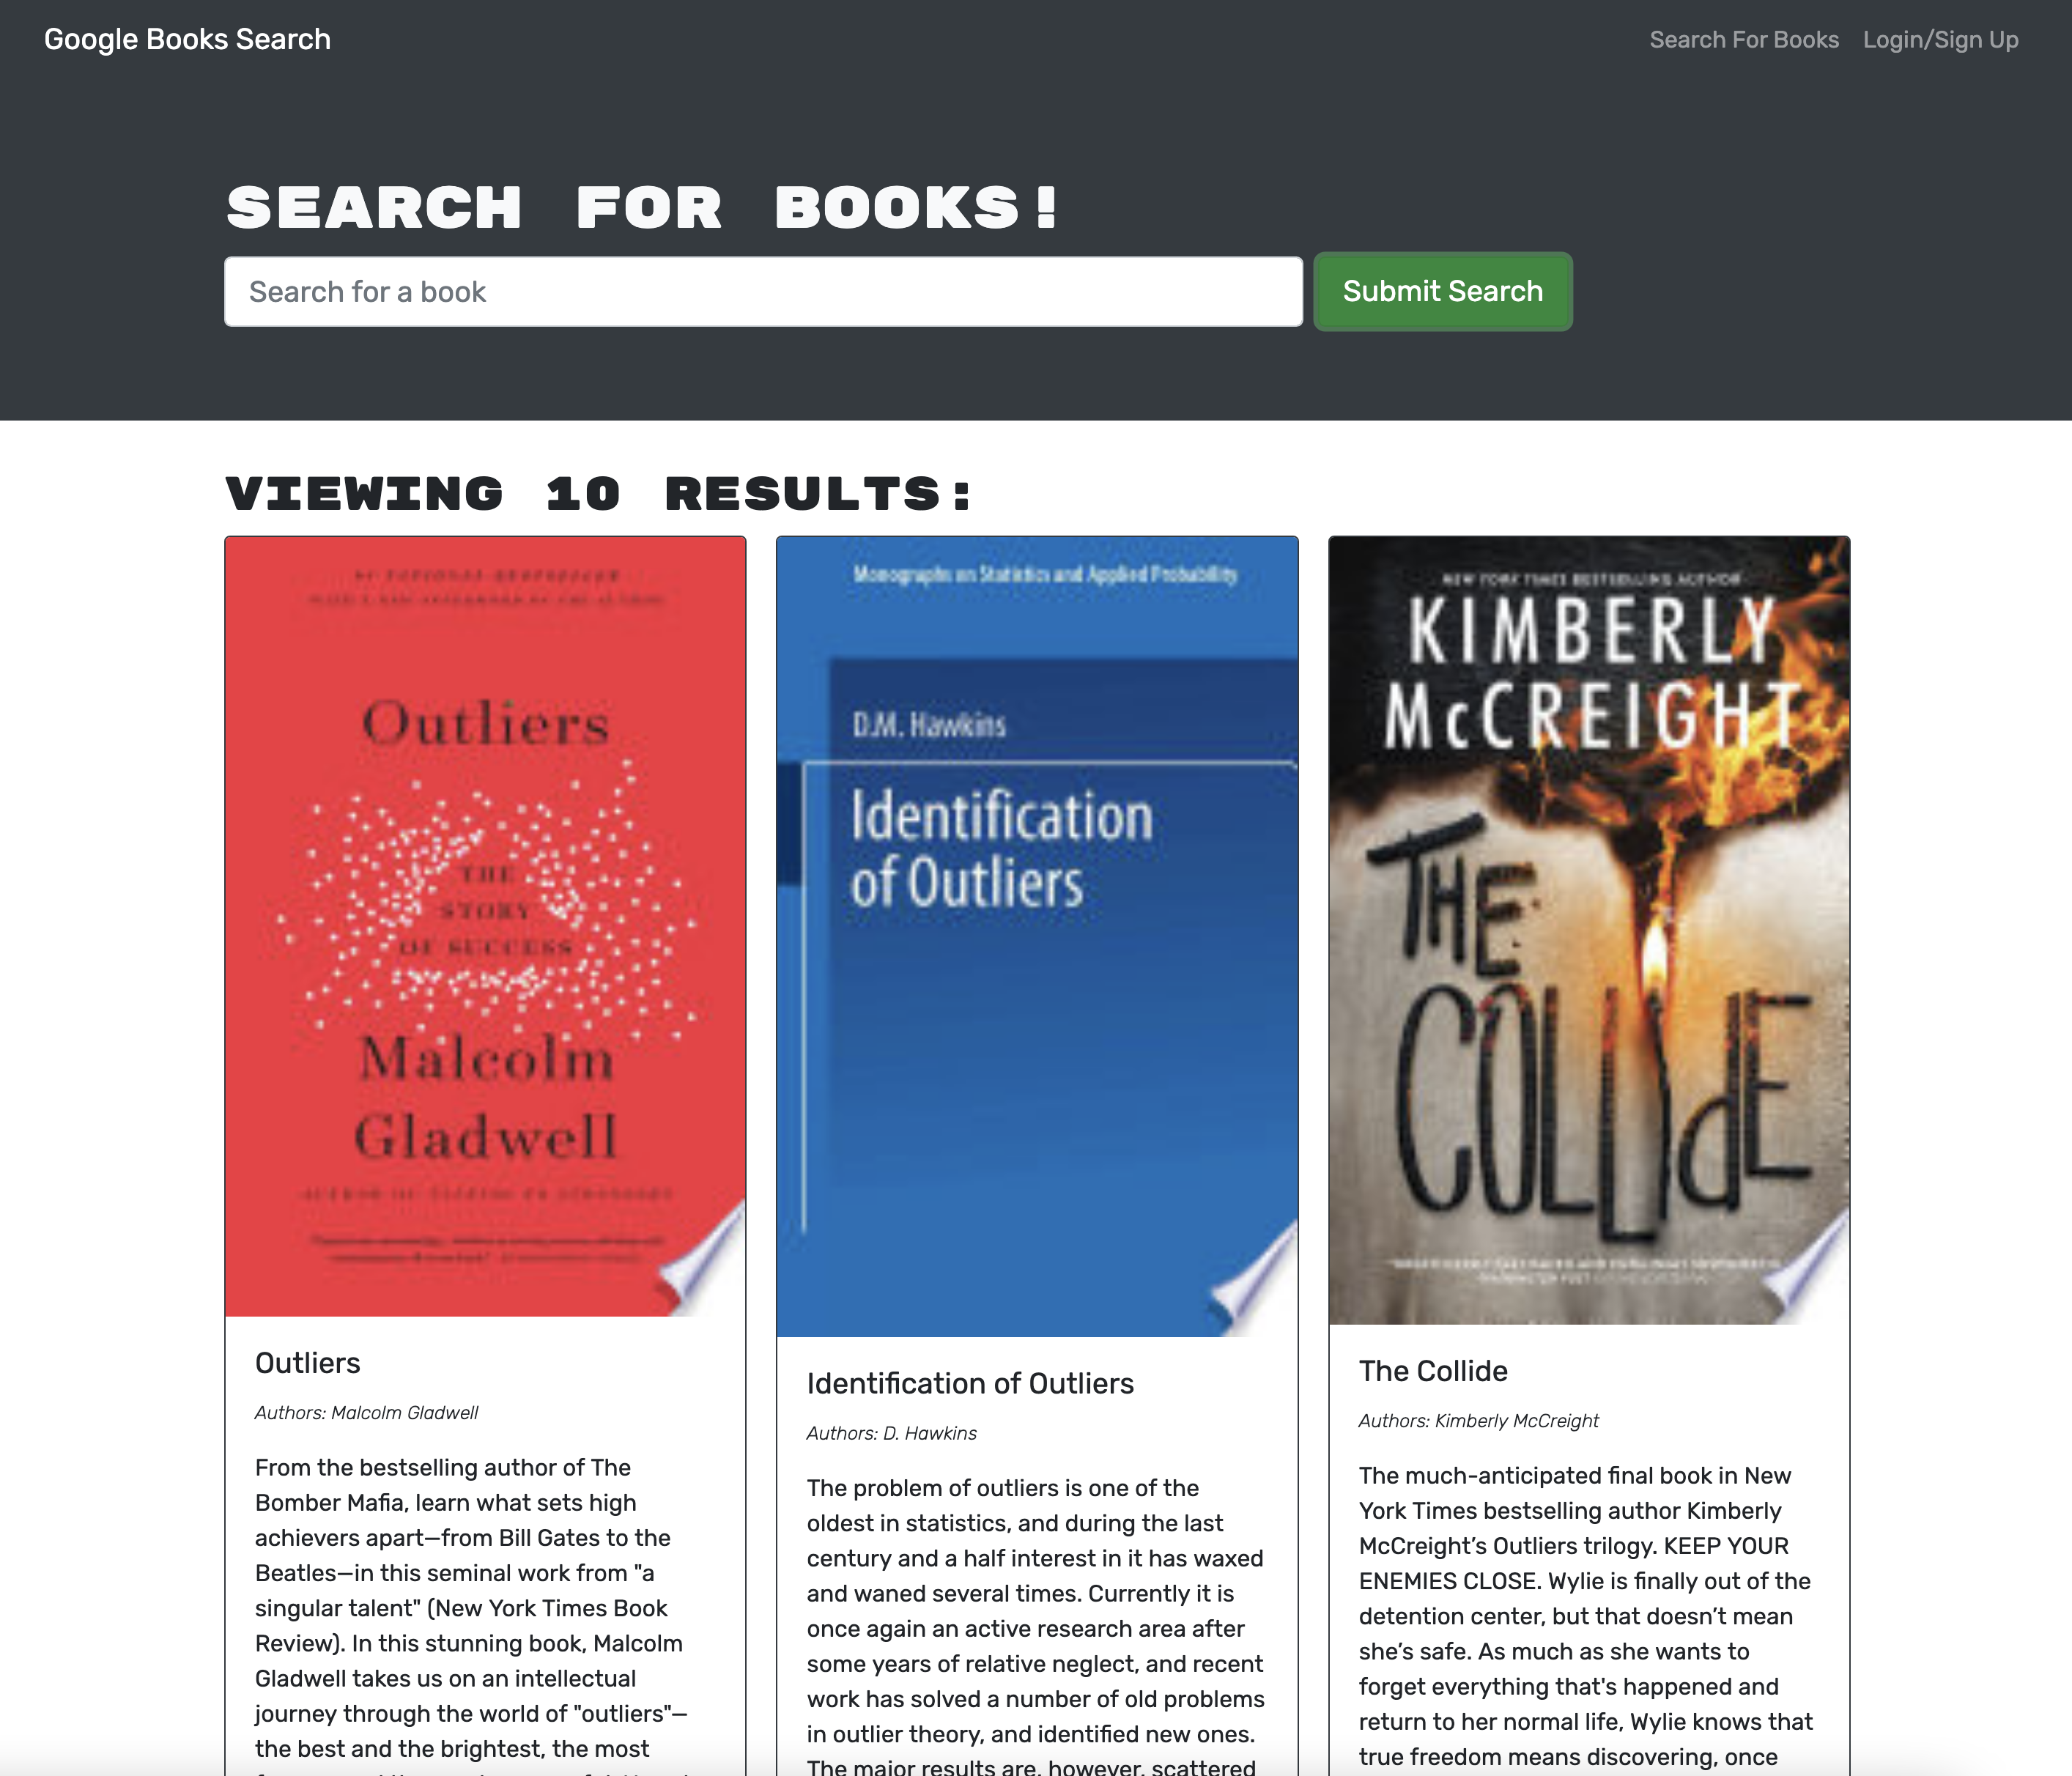 Google Books Search
Search For Books
Login/Sign Up
SEARCH FOR BOOKS!
Search for a book
Submit Search
VIEWING 10 RESULTS:
Outliers
THE
STORY
OF SUCCESS
Malcolm
Gladwell
Monographs on Statistics and Applied Probability
D.M. Hawkins
Identification
of Outliers
NEW YORK TIMES BESTSELLING AUTHOR
KIMBERLY
McCREIGHT
THE
COLLIdE
Outliers
Authors: Malcolm Gladwell
From the bestselling author of The
Bomber Mafia, learn what sets high
achievers apart—from Bill Gates to the
Beatles—in this seminal work from "a
singular talent" (New York Times Book
Review). In this stunning book, Malcolm
Gladwell takes us on an intellectual
journey through the world of "outliers"—
the best and the brightest, the most
Identification of Outliers
Authors: D. Hawkins
The problem of outliers is one of the
oldest in statistics, and during the last
century and a half interest in it has waxed
and waned several times. Currently it is
once again an active research area after
some years of relative neglect, and recent
work has solved a number of old problems
in outlier theory, and identified new ones.
The major results are, however, scattered
The Collide
Authors: Kimberly McCreight
The much-anticipated final book in New
York Times bestselling author Kimberly
McCreight’s Outliers trilogy. KEEP YOUR
ENEMIES CLOSE. Wylie is finally out of the
detention center, but that doesn’t mean
she’s safe. As much as she wants to
forget everything that's happened and
return to her normal life, Wylie knows that
true freedom means discovering, once